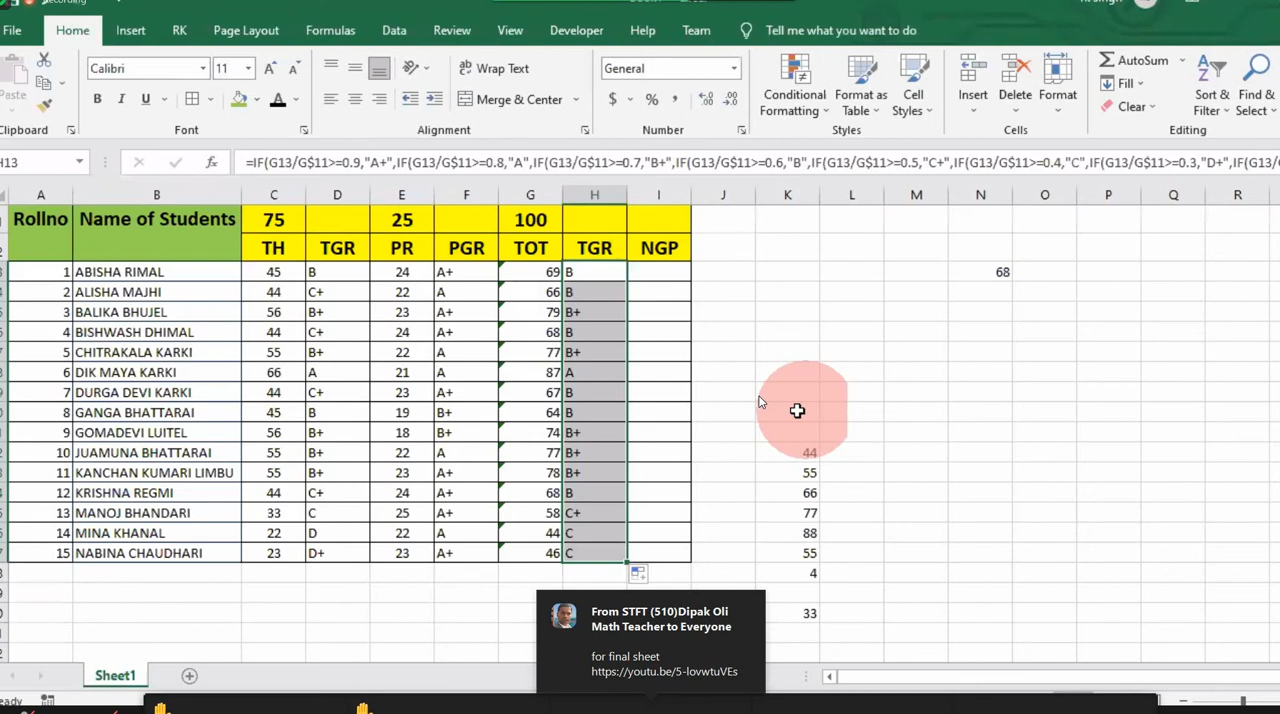 File Home Insert RK Page Layout Formulas Data Review View Developer Help Team Tell me what you want to do
Calibri 11 Wrap Text General AutoSum
Paste B I U Merge & Center $ % Conditional Formatting Format as Table Cell Styles Insert Delete Format Fill Clear Sort & Filter Find & Select
Clipboard Font Alignment Number Styles Cells Editing
H13 fx =IF(G13/G$11>=0.9,"A+",IF(G13/G$11>=0.8,"A",IF(G13/G$11>=0.7,"B+",IF(G13/G$11>=0.6,"B",IF(G13/G$11>=0.5,"C+",IF(G13/G$11>=0.4,"C",IF(G13/G$11>=0.3,"D+",IF(G13/G
A B C D E F G H I J K L M N O P Q R
Rollno Name of Students 75 25 100
TH TGR PR PGR TOT TGR NGP
1 ABISHA RIMAL 45 B 24 A+ 69 B 68
2 ALISHA MAJHI 44 C+ 22 A 66 B
3 BALIKA BHUJEL 56 B+ 23 A+ 79 B+
4 BISHWASH DHIMAL 44 C+ 24 A+ 68 B
5 CHITRAKALA KARKI 55 B+ 22 A 77 B+
6 DIK MAYA KARKI 66 A 21 A 87 A
7 DURGA DEVI KARKI 44 C+ 23 A+ 67 B
8 GANGA BHATTARAI 45 B 19 B+ 64 B
9 GOMADEVI LUITEL 56 B+ 18 B+ 74 B+
10 JUAMUNA BHATTARAI 55 B+ 22 A 77 B+ 44
11 KANCHAN KUMARI LIMBU 55 B+ 23 A+ 78 B+ 55
12 KRISHNA REGMI 44 C+ 24 A+ 68 B 66
13 MANOJ BHANDARI 33 C 25 A+ 58 C+ 77
14 MINA KHANAL 22 D 22 A 44 C 88
15 NABINA CHAUDHARI 23 D+ 23 A+ 46 C 55
4
33
From STFT (510)Dipak Oli
Math Teacher to Everyone
for final sheet
https://youtu.be/5-lovwtuVEs
Sheet1